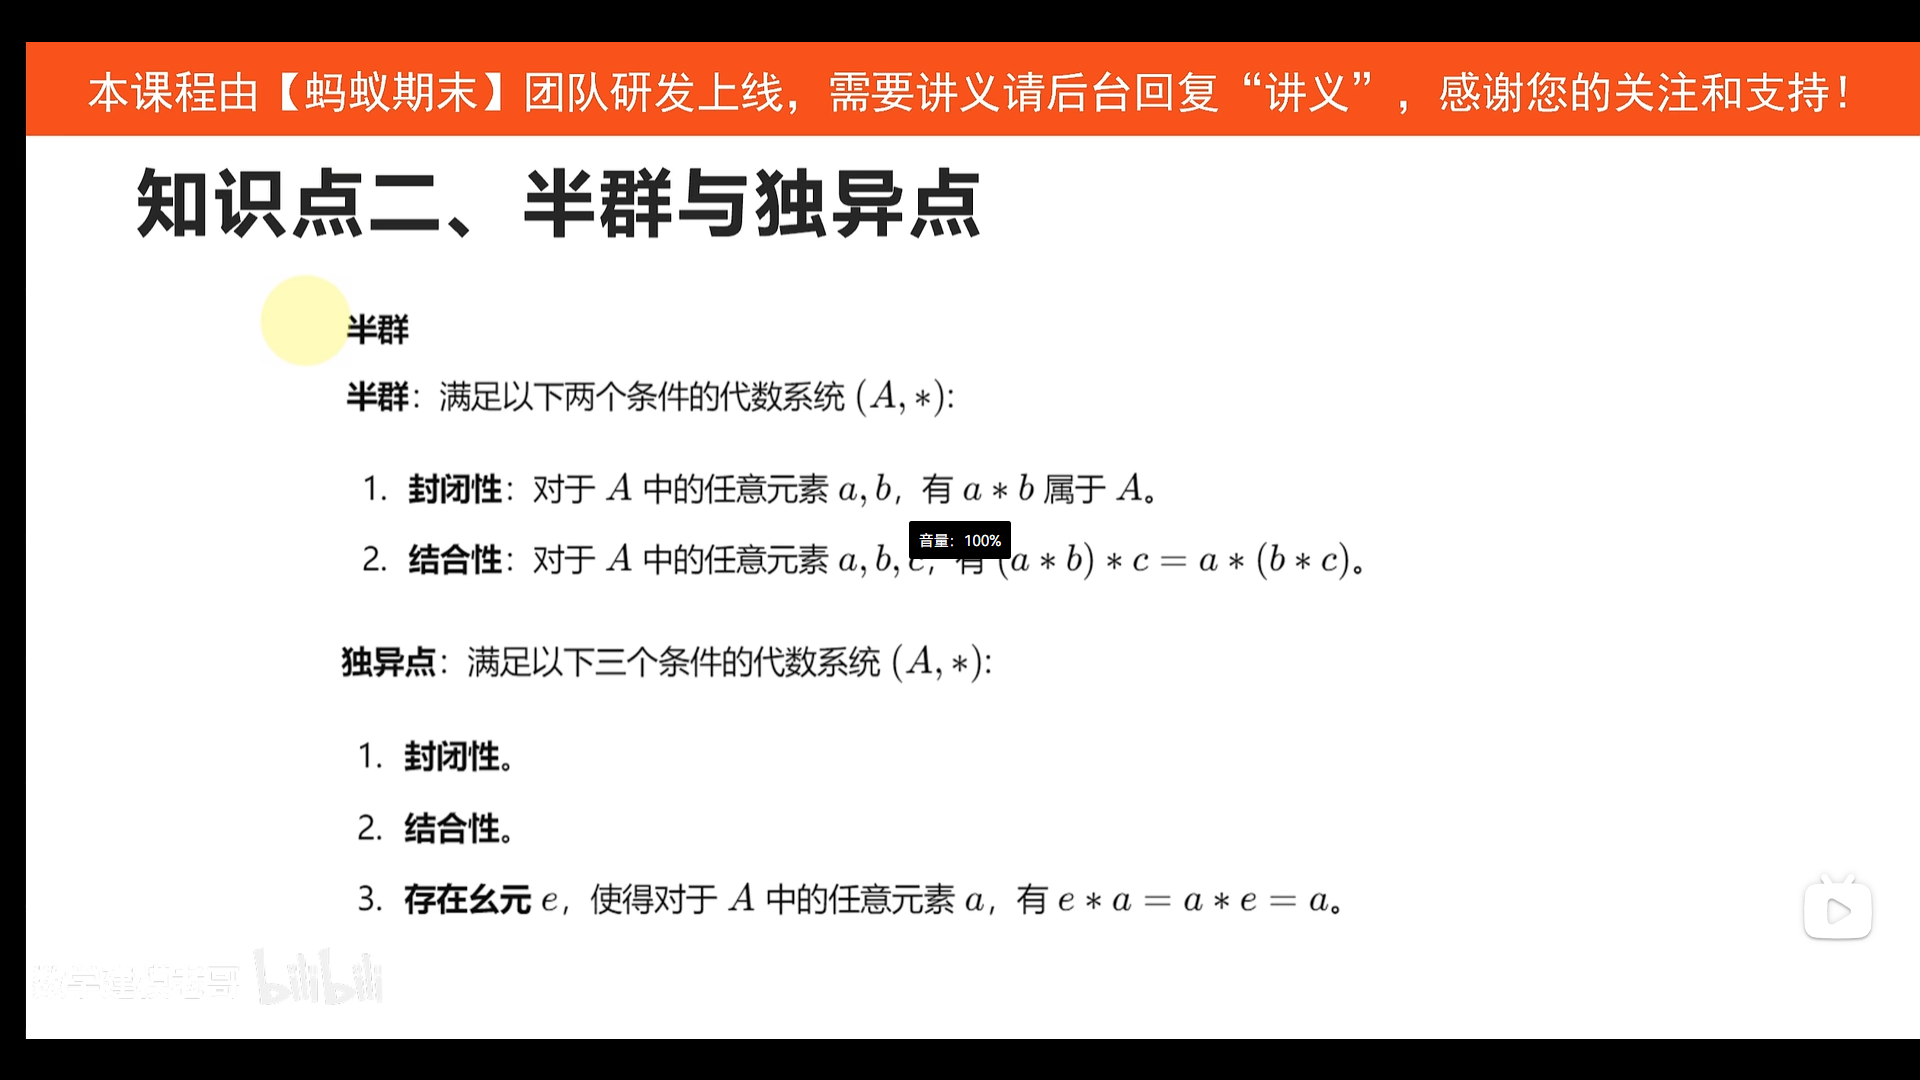 本课程由【蚂蚁期末】团队研发上线，需要讲义请后台回复“讲义”，感谢您的关注和支持！
知识点二、半群与独异点
半群
半群：满足以下两个条件的代数系统 (A, *):
1. 封闭性：对于 A 中的任意元素 a, b，有 a * b 属于 A。
音量：100%
2. 结合性：对于 A 中的任意元素 a, b, c，有 (a * b) * c = a * (b * c)。
独异点：满足以下三个条件的代数系统 (A, *):
1. 封闭性。
2. 结合性。
3. 存在幺元 e，使得对于 A 中的任意元素 a，有 e * a = a * e = a。
数学建模老哥 bilibili